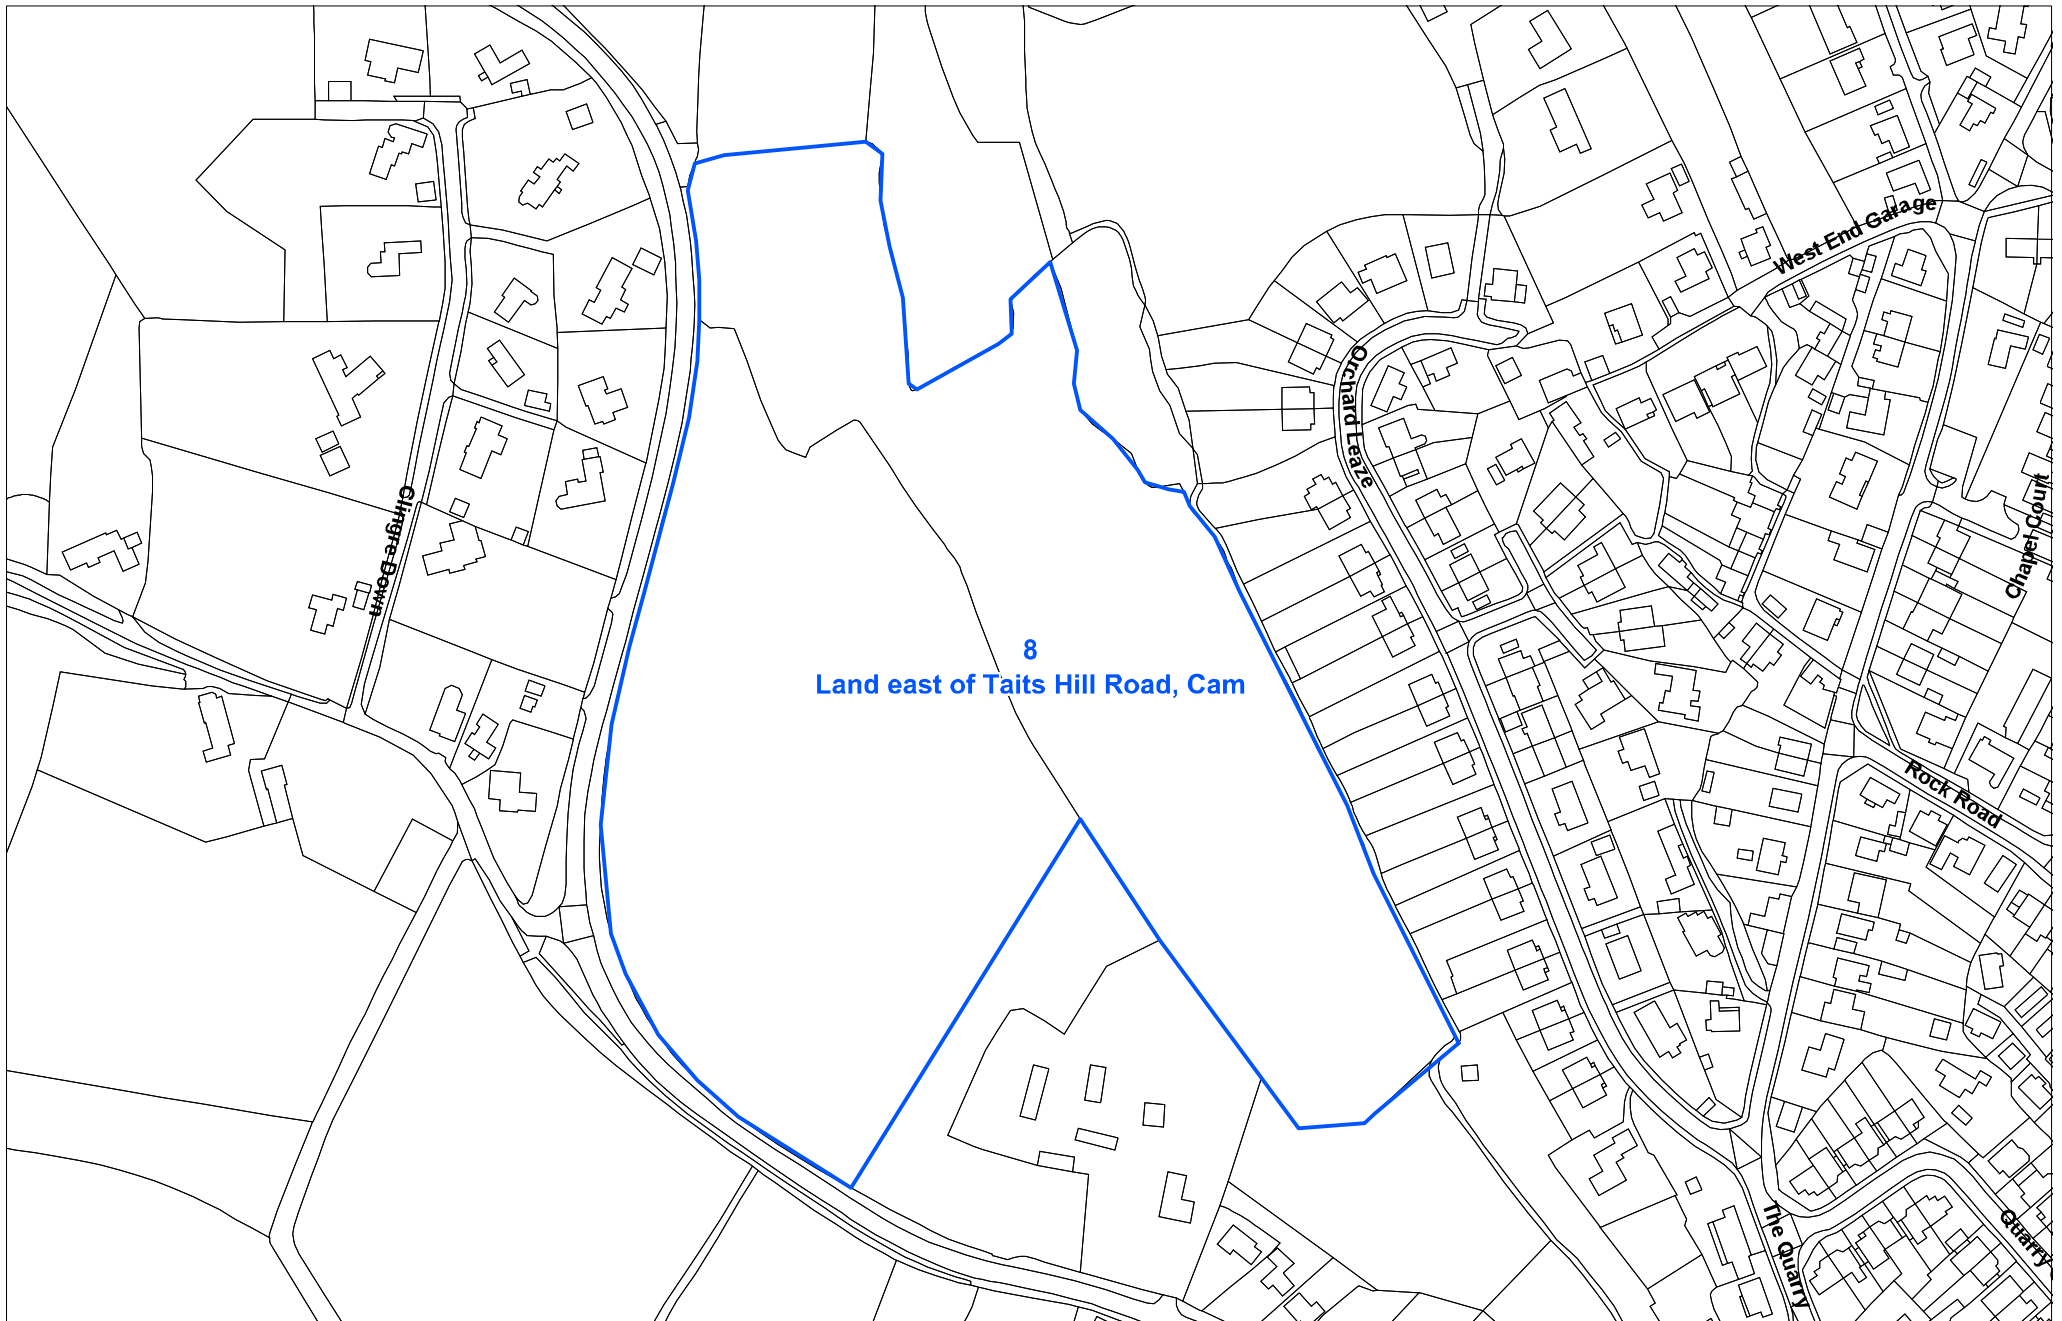 West End Garage
Orchard Leaze
Chapel Court
Clingre Down
8
Land east of Taits Hill Road, Cam
Rock Road
The Quarry
Quarry